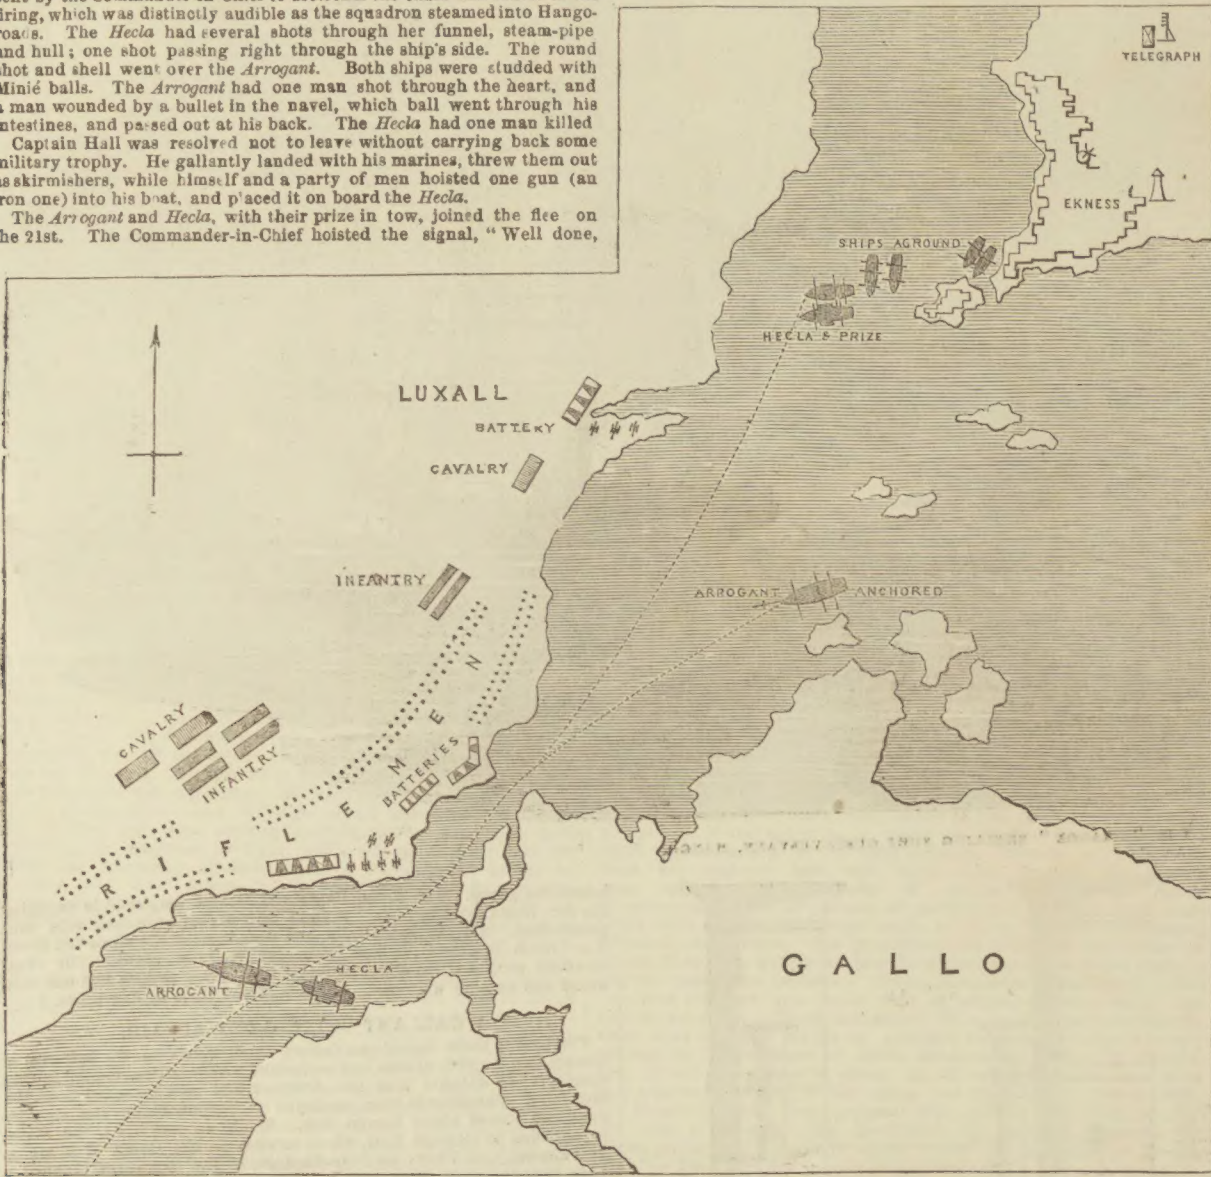 iring, which was distinctly audible as the squadron steamed into Hango-
roads. The Hecla had several shots through her funnel, steam-pipe
and hull; one shot passing right through the ship's side. The round
shot and shell went over the Arrogant. Both ships were studded with
Minié balls. The Arrogant had one man shot through the heart, and
a man wounded by a bullet in the navel, which ball went through his
ntestines, and passed out at his back. The Hecla had one man killed
Captain Hall was resolved not to leave without carrying back some
military trophy. He gallantly landed with his marines, threw them out
as skirmishers, while himself and a party of men hoisted one gun (an
ron one) into his boat, and placed it on board the Hecla.
The Arrogant and Hecla, with their prize in tow, joined the flee on
he 21st. The Commander-in-Chief hoisted the signal, "Well done,
TELEGRAPH
EKNESS
SHIPS AGROUND
HECLA & PRIZE
LUXALL
BATTERY
CAVALRY
INFANTRY
ARROGANT ANCHORED
CAVALRY
INFANTRY
BATTERIES
RIFLEMEN
GALLO
HECLA
ARROGANT